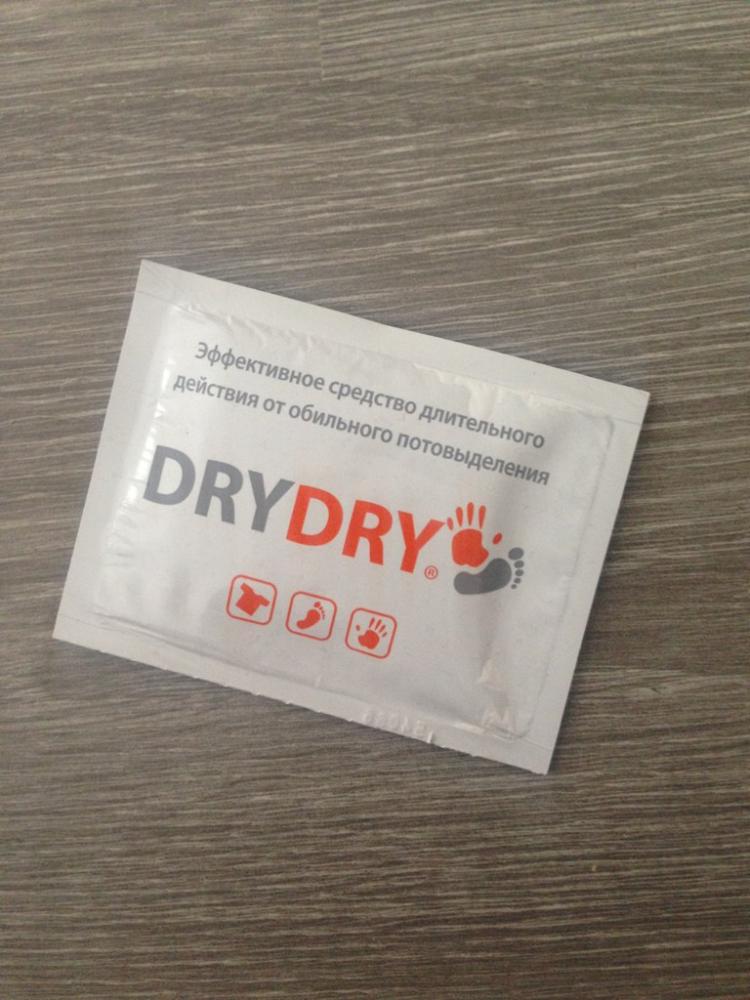 Эффективное средство длительного
действия от обильного потовыделения
DRYDRY®